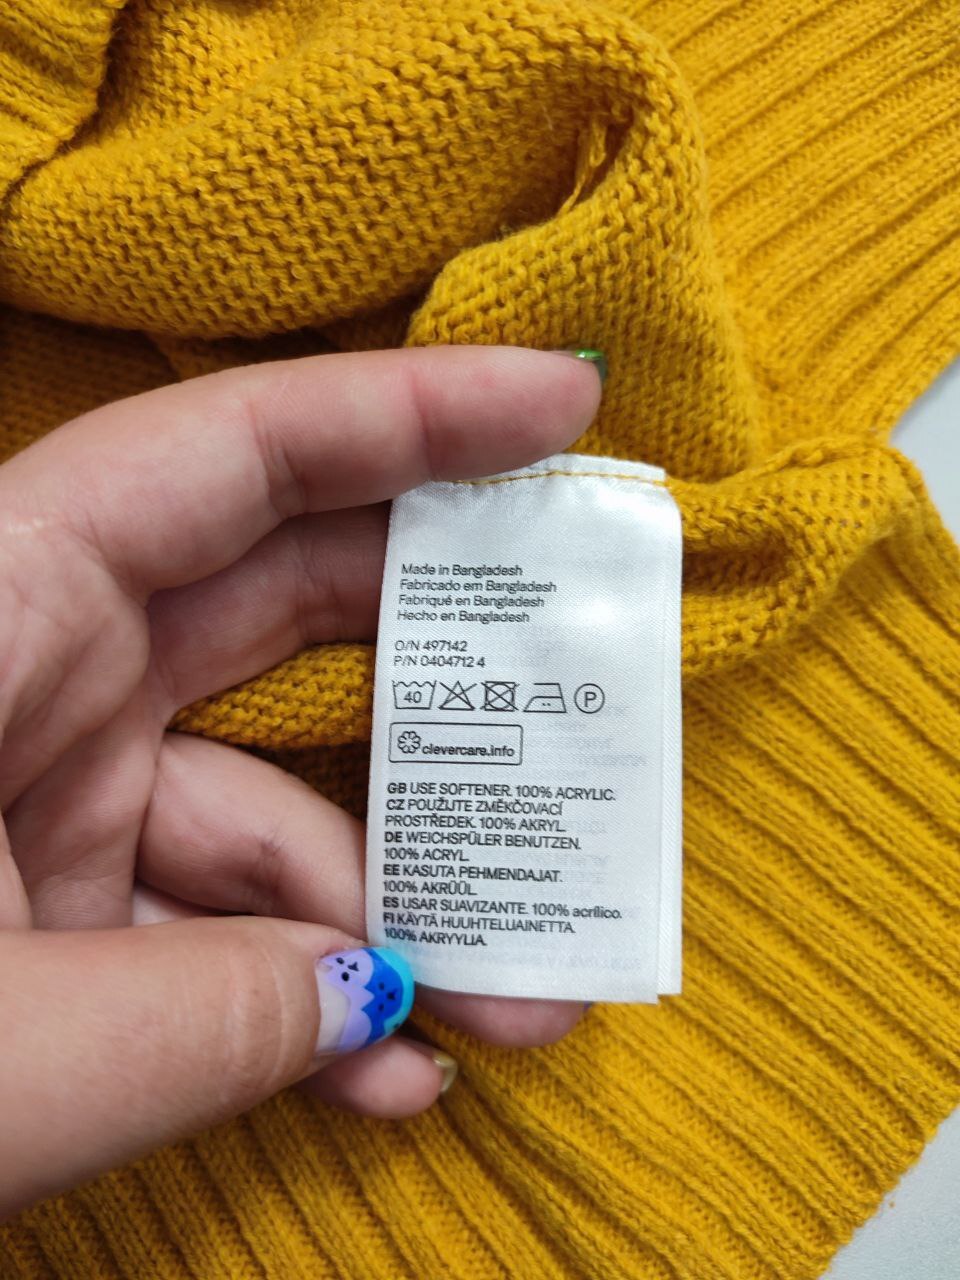 Made in Bangladesh
Fabricado em Bangladesh
Fabriqué en Bangladesh
Hecho en Bangladesh
O/N 497142
P/N 0404712 4
40 P
clevercare.info
GB USE SOFTENER. 100% ACRYLIC.
CZ POUŽIJTE ZMĚKČOVACÍ
PROSTŘEDEK. 100% AKRYL.
DE WEICHSPÜLER BENUTZEN.
100% ACRYL.
EE KASUTA PEHMENDAJAT.
100% AKRÜÜL.
ES USAR SUAVIZANTE. 100% acrílico.
FI KÄYTÄ HUUHTELUAINETTA.
100% AKRYYLIA.